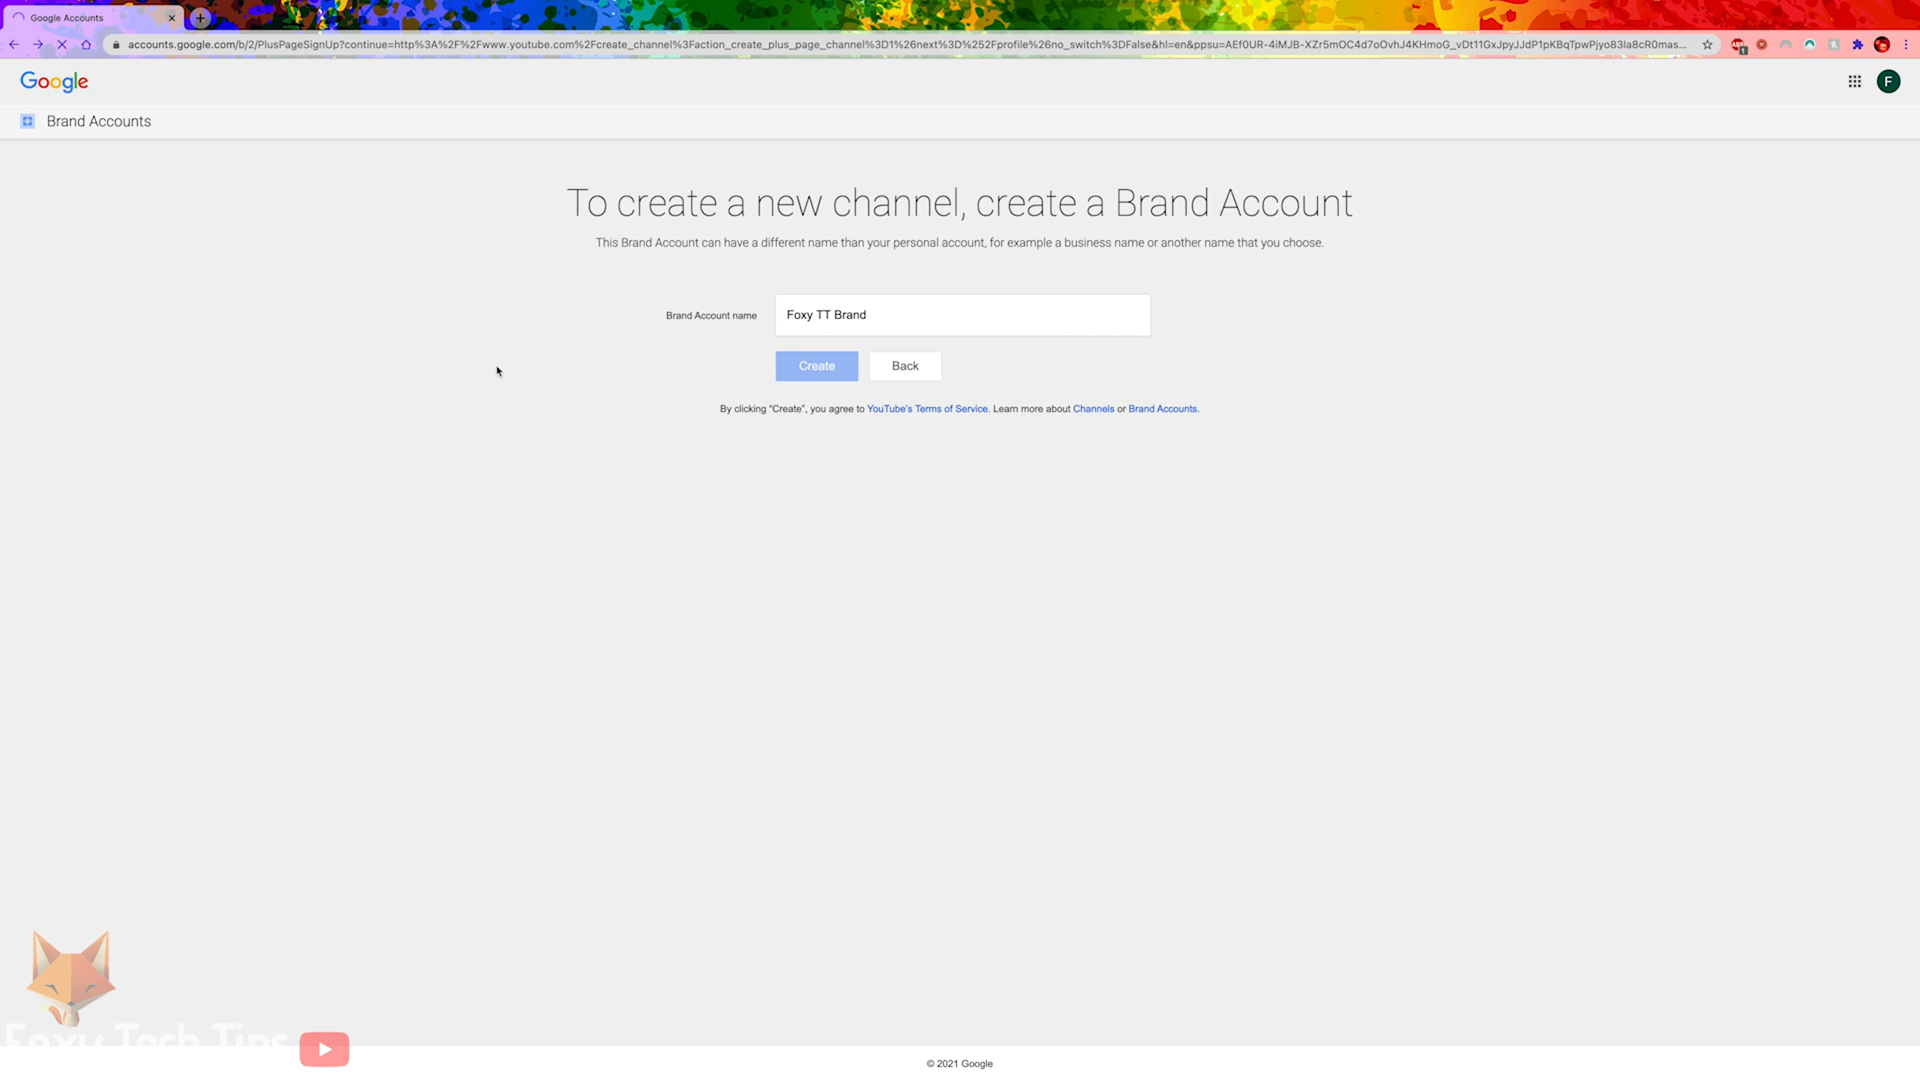 Google Accounts
accounts.google.com/b/2/PlusPageSignUp?continue=http%3A%2F%2Fwww.youtube.com%2Fcreate_channel%3Faction_create_plus_page_channel%3D1%26next%3D%252Fprofile%26no_switch%3DFalse&hl=en&ppsu=AEf0UR-4iMJB-XZr5mOC4d7oOvhJ4KHmoG_vDt11GxJpyJJdP1pKBqTpwPjyo83la8cR0mas...
Google
F
Brand Accounts
To create a new channel, create a Brand Account
This Brand Account can have a different name than your personal account, for example a business name or another name that you choose.
Brand Account name
Foxy TT Brand
Create Back
By clicking "Create", you agree to YouTube's Terms of Service. Learn more about Channels or Brand Accounts.
Foxy Tech Tips
© 2021 Google